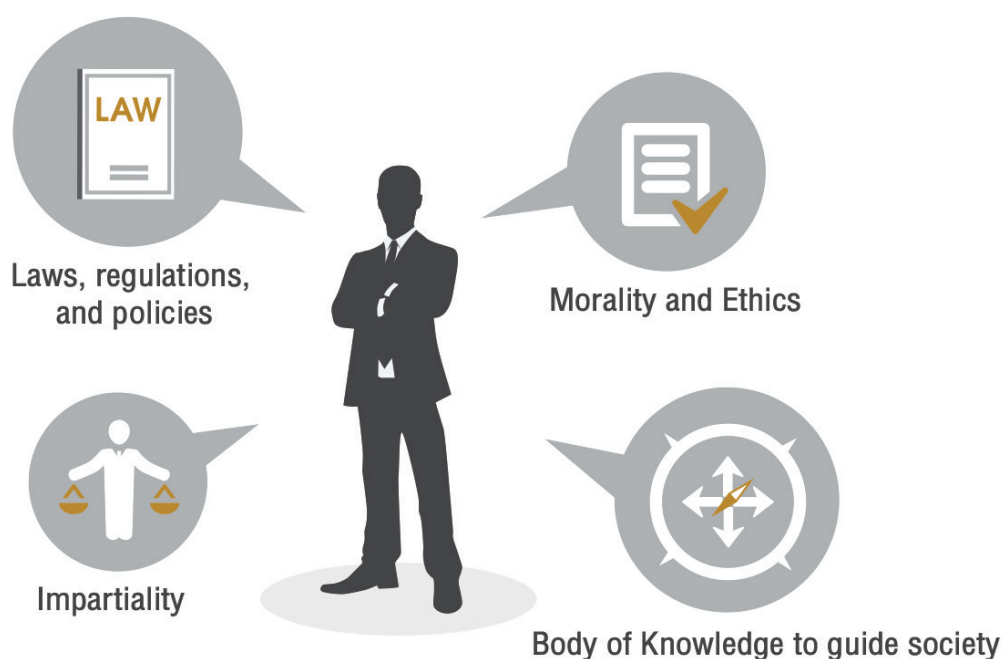 LAW
Laws, regulations,
and policies
Morality and Ethics
Impartiality
Body of Knowledge to guide society